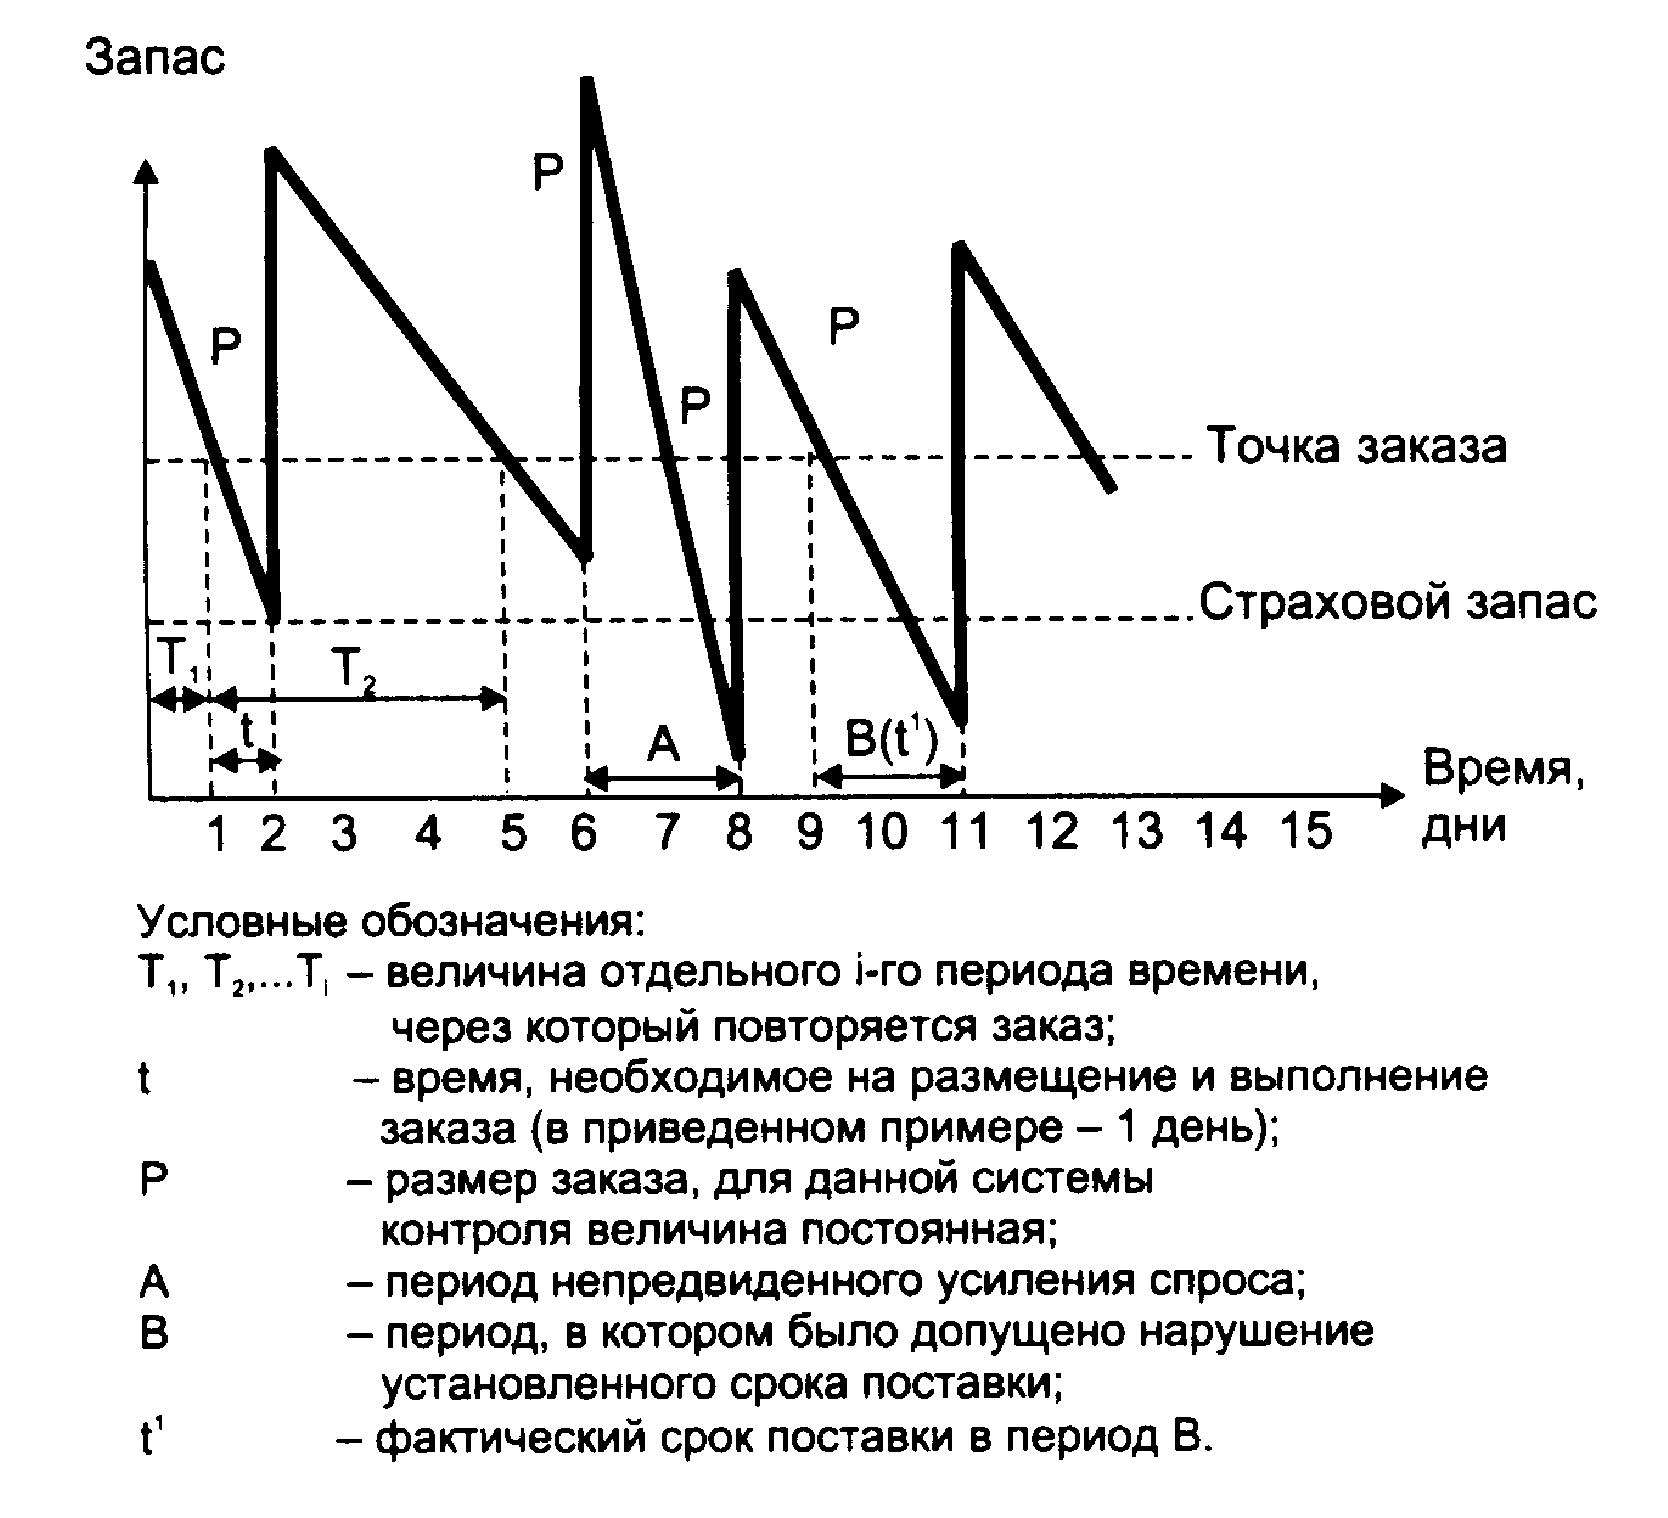 Запас
P
P
P
P
Точка заказа
Страховой запас
T₁
T₂
t
A
B(t¹)
Время,
дни
1 2 3 4 5 6 7 8 9 10 11 12 13 14 15
Условные обозначения:
T₁, T₂,...Tᵢ – величина отдельного i-го периода времени,
через который повторяется заказ;
t – время, необходимое на размещение и выполнение
заказа (в приведенном примере – 1 день);
P – размер заказа, для данной системы
контроля величина постоянная;
A – период непредвиденного усиления спроса;
B – период, в котором было допущено нарушение
установленного срока поставки;
t¹ – фактический срок поставки в период B.